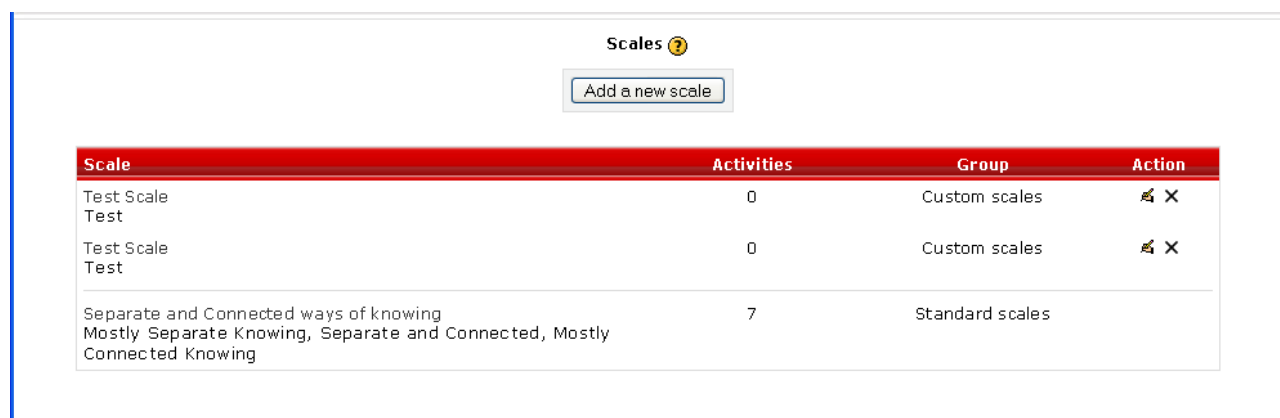 Scales ?
Add a new scale
Scale Activities Group Action
Test Scale 0 Custom scales
Test
Test Scale 0 Custom scales
Test
Separate and Connected ways of knowing 7 Standard scales
Mostly Separate Knowing, Separate and Connected, Mostly
Connected Knowing